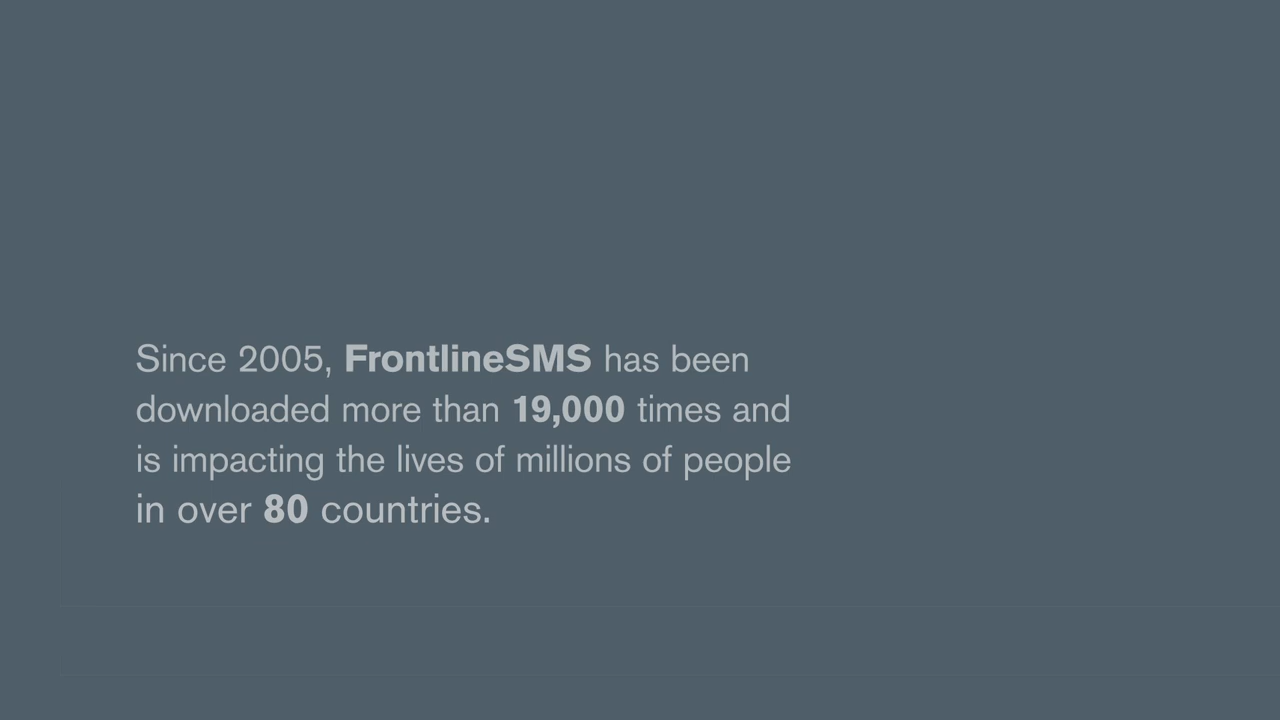 Since 2005, FrontlineSMS has been
downloaded more than 19,000 times and
is impacting the lives of millions of people
in over 80 countries.